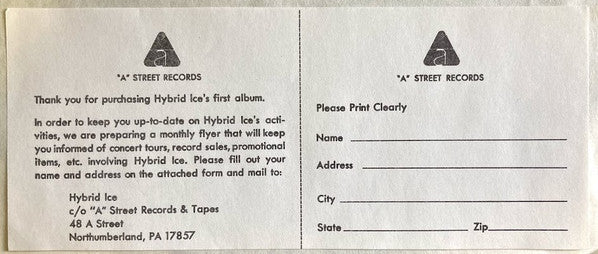 a
"A" STREET RECORDS
Thank you for purchasing Hybrid Ice's first album.
In order to keep you up-to-date on Hybrid Ice's acti-
vities, we are preparing a monthly flyer that will keep
you informed of concert tours, record sales, promotional
items, etc. involving Hybrid Ice. Please fill out your
name and address on the attached form and mail to:
Hybrid Ice
c/o "A" Street Records & Tapes
48 A Street
Northumberland, PA 17857
a
"A" STREET RECORDS
Please Print Clearly
Name
Address
City
State Zip